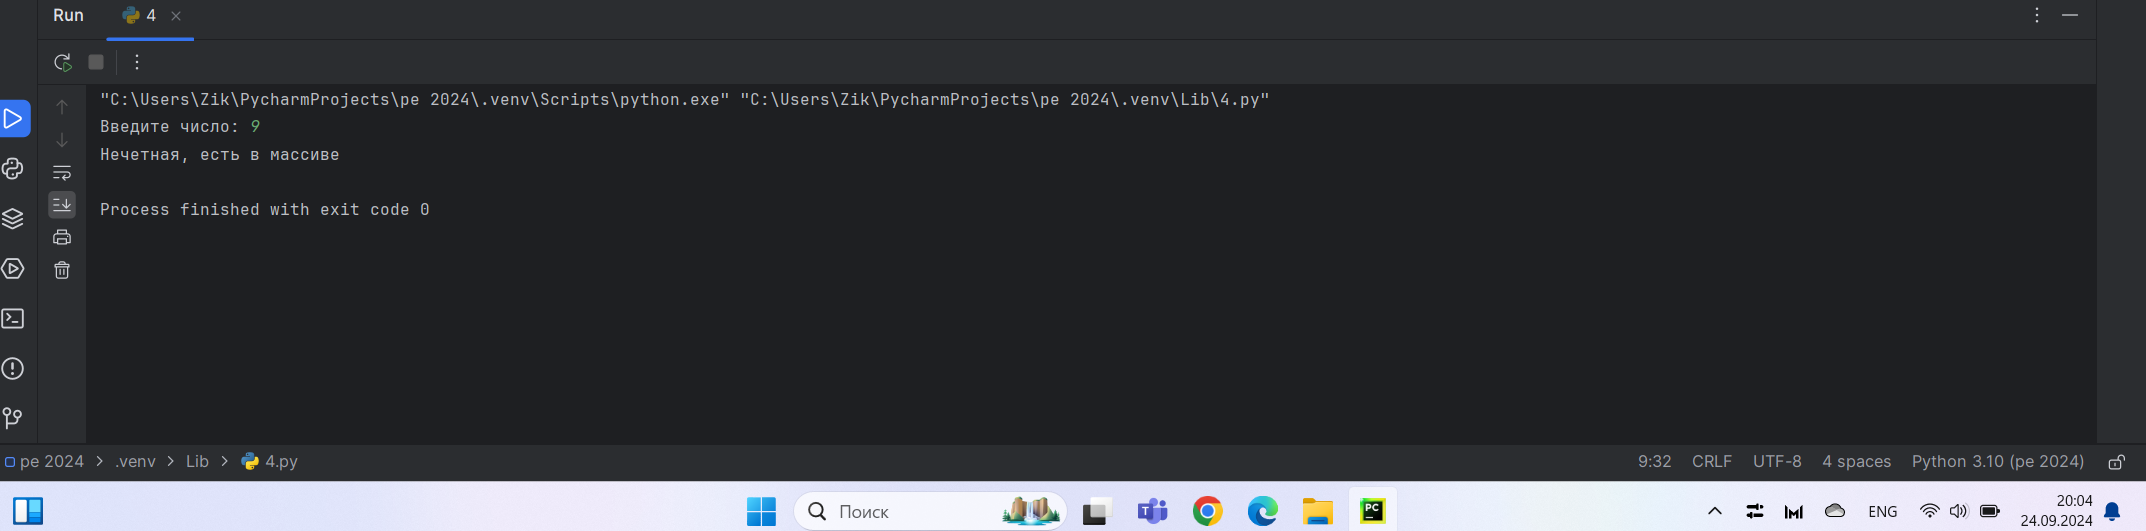 Run 4
"C:\Users\Zik\PycharmProjects\pe 2024\.venv\Scripts\python.exe" "C:\Users\Zik\PycharmProjects\pe 2024\.venv\Lib\4.py"
Введите число: 9
Нечетная, есть в массиве
Process finished with exit code 0
pe 2024 > .venv > Lib > 4.py 9:32 CRLF UTF-8 4 spaces Python 3.10 (pe 2024)
Поиск ENG 20:04
24.09.2024